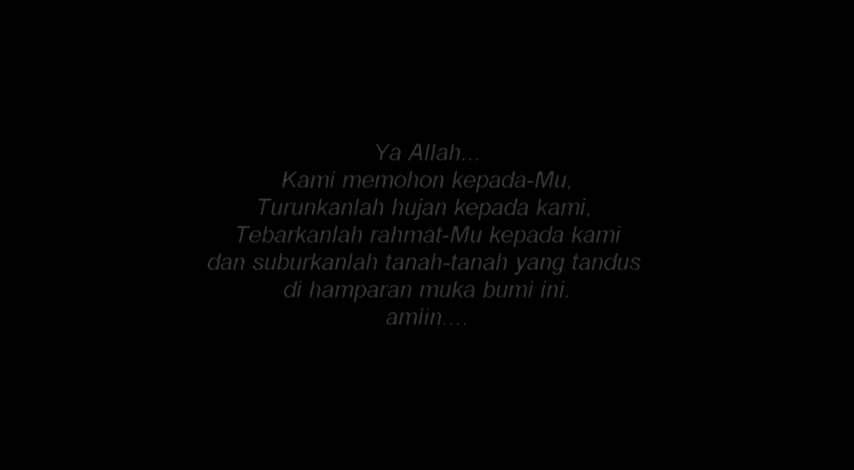 Ya Allah...
Kami memohon kepada-Mu,
Turunkanlah hujan kepada kami,
Tebarkanlah rahmat-Mu kepada kami
dan suburkanlah tanah-tanah yang tandus
di hamparan muka bumi ini.
amiin....